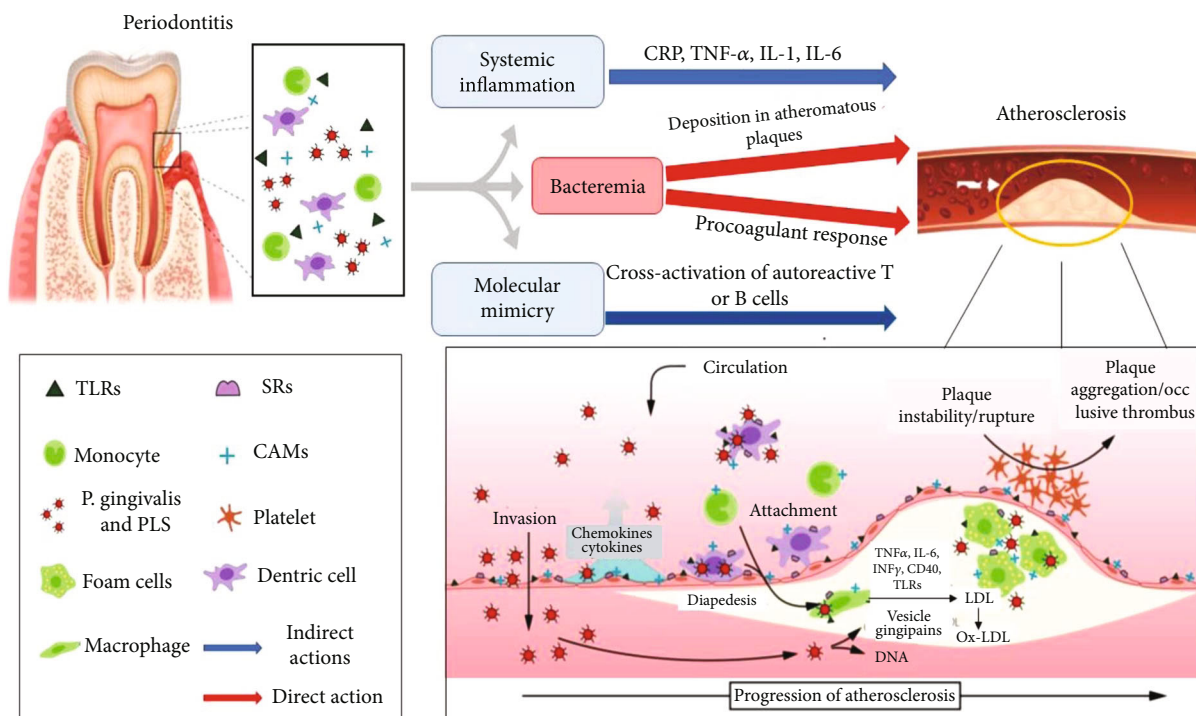 Periodontitis
Systemic
inflammation
CRP, TNF-α, IL-1, IL-6
Bacteremia
Deposition in atheromatous
plaques
Procoagulant response
Atherosclerosis
Molecular
mimicry
Cross-activation of autoreactive T
or B cells
TLRs
SRs
Monocyte
CAMs
P. gingivalis
and PLS
Platelet
Foam cells
Dentric cell
Macrophage
Indirect
actions
Direct action
Circulation
Plaque
instability/rupture
Plaque
aggregation/occ
lusive thrombus
Invasion
Chemokines
cytokines
Attachment
Diapedesis
TNFα, IL-6,
INFγ, CD40,
TLRs
LDL
Ox-LDL
Vesicle
gingipains
DNA
Progression of atherosclerosis